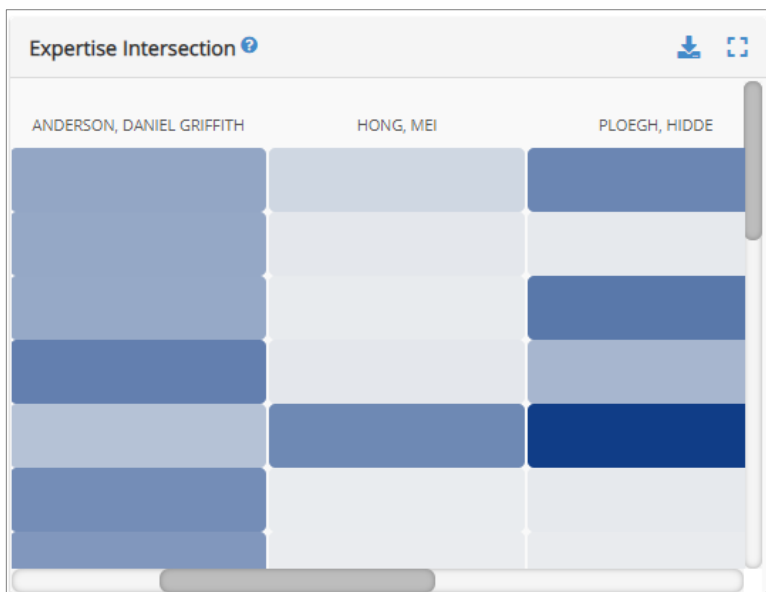 Expertise Intersection ?
ANDERSON, DANIEL GRIFFITH HONG, MEI PLOEGH, HIDDE